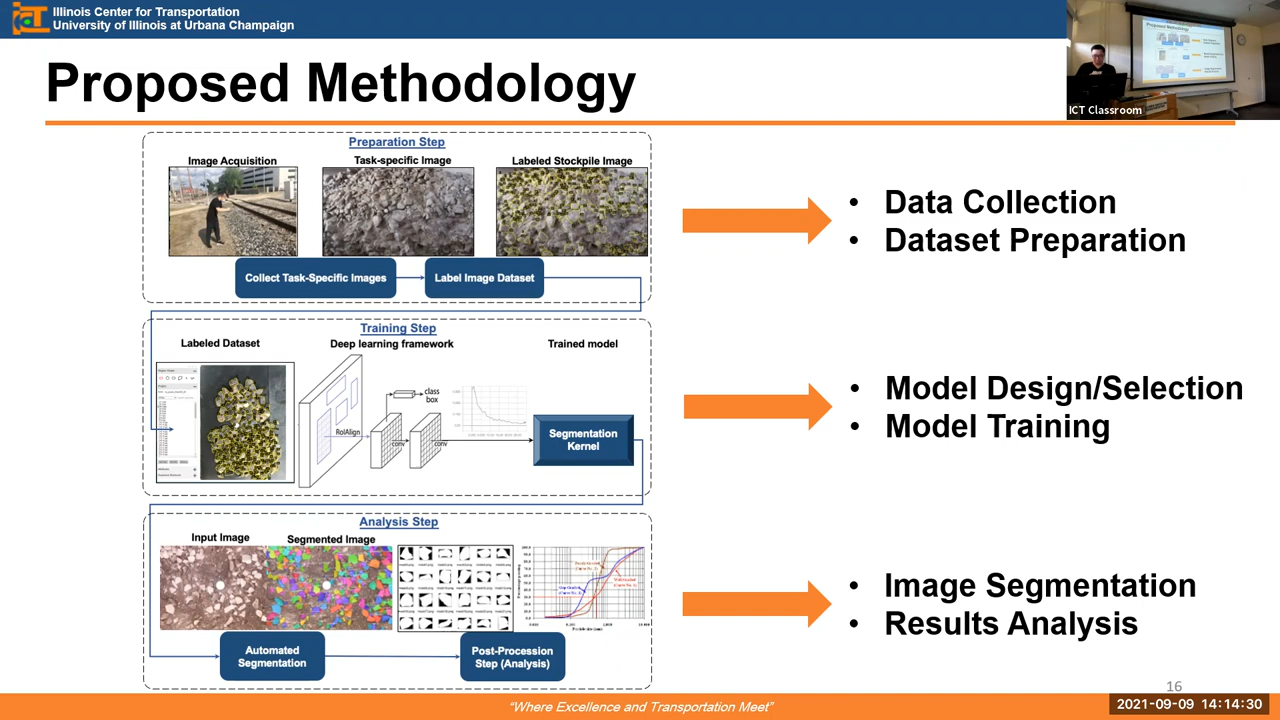 Illinois Center for Transportation
University of Illinois at Urbana Champaign
Proposed Methodology
ICT Classroom
Preparation Step
Image Acquisition
Task-specific Image
Labeled Stockpile Image
Collect Task-Specific Images
Label Image Dataset
• Data Collection
• Dataset Preparation
Training Step
Labeled Dataset
Deep learning framework
Trained model
RoIAlign
class
box
conv
conv
Segmentation
Kernel
• Model Design/Selection
• Model Training
Analysis Step
Input Image
Segmented Image
Automated
Segmentation
Post-Procession
Step (Analysis)
• Image Segmentation
• Results Analysis
16
"Where Excellence and Transportation Meet"
2021-09-09 14:14:30